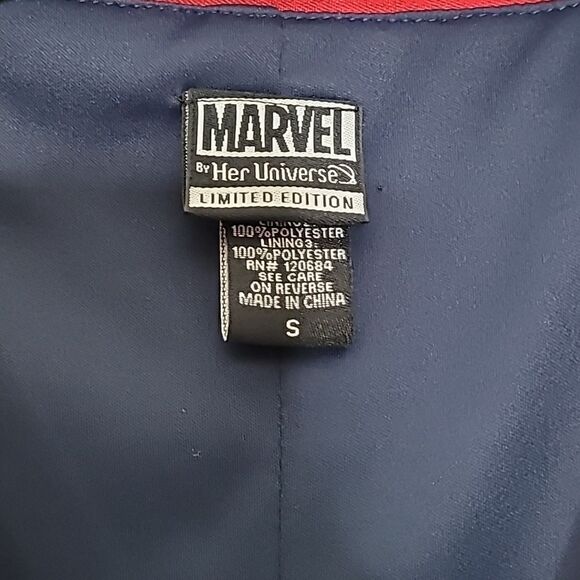 MARVEL
BY Her Universe
LIMITED EDITION
100%POLYESTER
LINING3:
100%POLYESTER
RN# 120684
SEE CARE
ON REVERSE
MADE IN CHINA
S